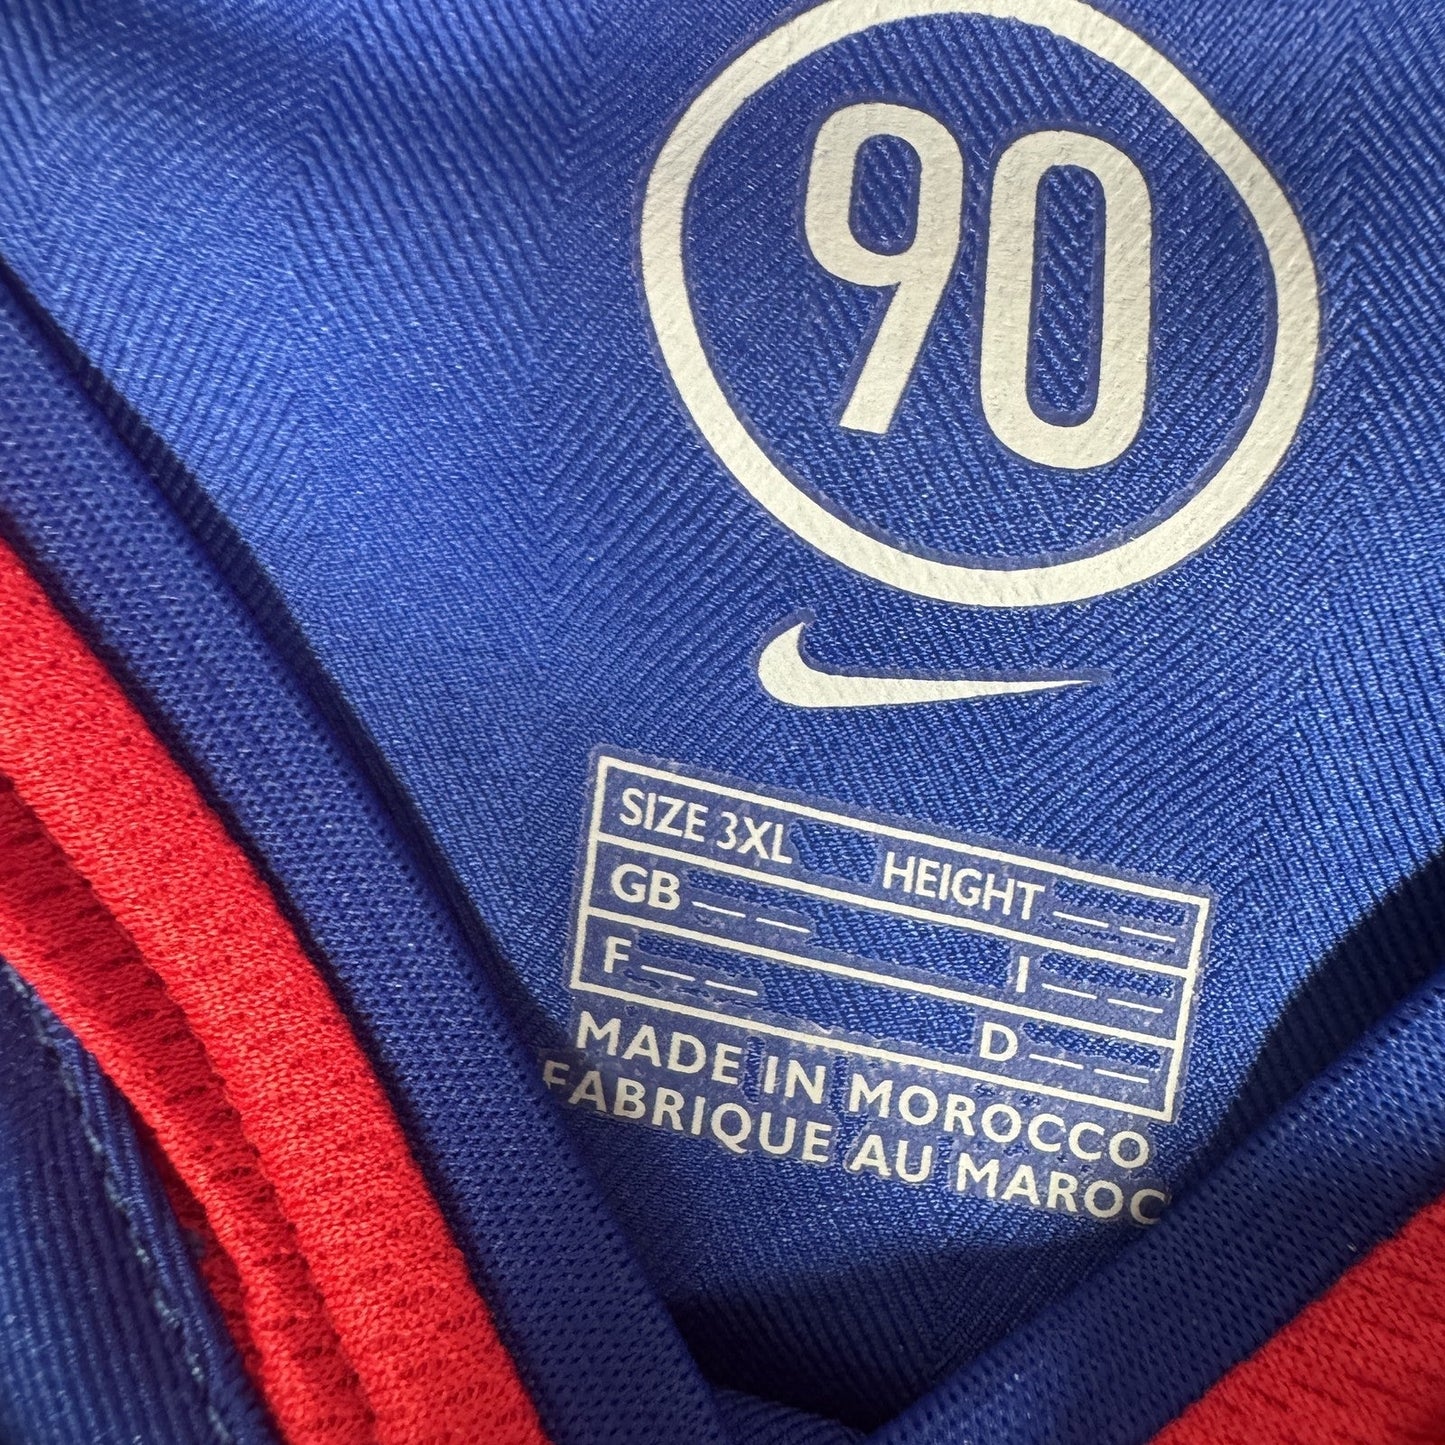 90
SIZE 3XL HEIGHT — —
GB — —
F — — I — —
D — —
MADE IN MOROCCO
FABRIQUE AU MAROC